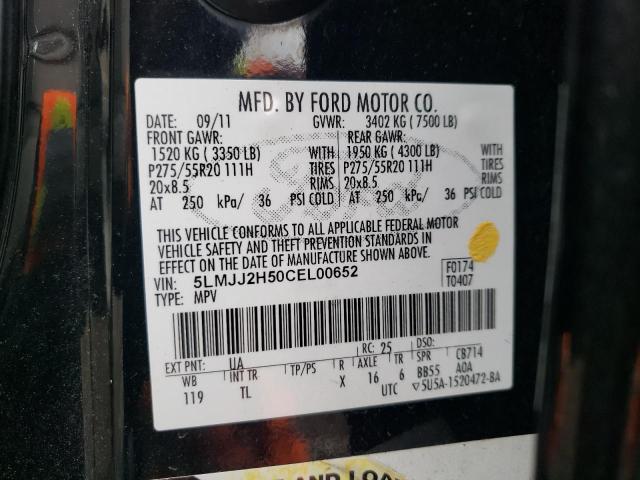 MFD. BY FORD MOTOR CO.
DATE: 09/11 GVWR: 3402 KG ( 7500 LB)
FRONT GAWR: REAR GAWR:
1520 KG ( 3350 LB) WITH 1950 KG ( 4300 LB) WITH
P275/55R20 111H TIRES P275/55R20 111H TIRES
20x8.5 RIMS 20x8.5 RIMS
AT 250 kPa/ 36 PSI COLD AT 250 kPa/ 36 PSI COLD
THIS VEHICLE CONFORMS TO ALL APPLICABLE FEDERAL MOTOR
VEHICLE SAFETY AND THEFT PREVENTION STANDARDS IN
EFFECT ON THE DATE OF MANUFACTURE SHOWN ABOVE.
VIN: 5LMJJ2H50CEL00652 F0174
TYPE: MPV T0407
EXT PNT: UA RC: 25 DSO:
WB INT TR TP/PS R AXLE TR SPR CB714
119 TL X 16 6 BB55 AOA
UTC ▽5U5A-1520472-BA
AND LOA